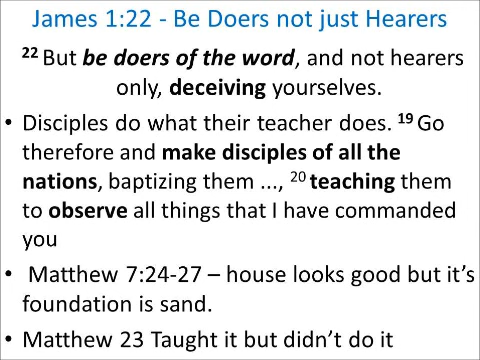 James 1:22 - Be Doers not just Hearers
22 But be doers of the word, and not hearers
only, deceiving yourselves.
• Disciples do what their teacher does. 19 Go
therefore and make disciples of all the
nations, baptizing them ..., 20 teaching them
to observe all things that I have commanded
you
• Matthew 7:24-27 – house looks good but it's
foundation is sand.
• Matthew 23 Taught it but didn't do it